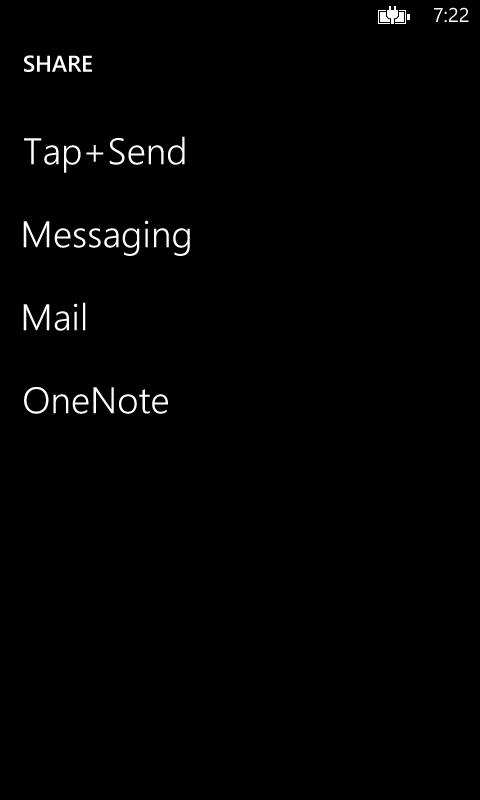 7:22
SHARE
Tap+Send
Messaging
Mail
OneNote